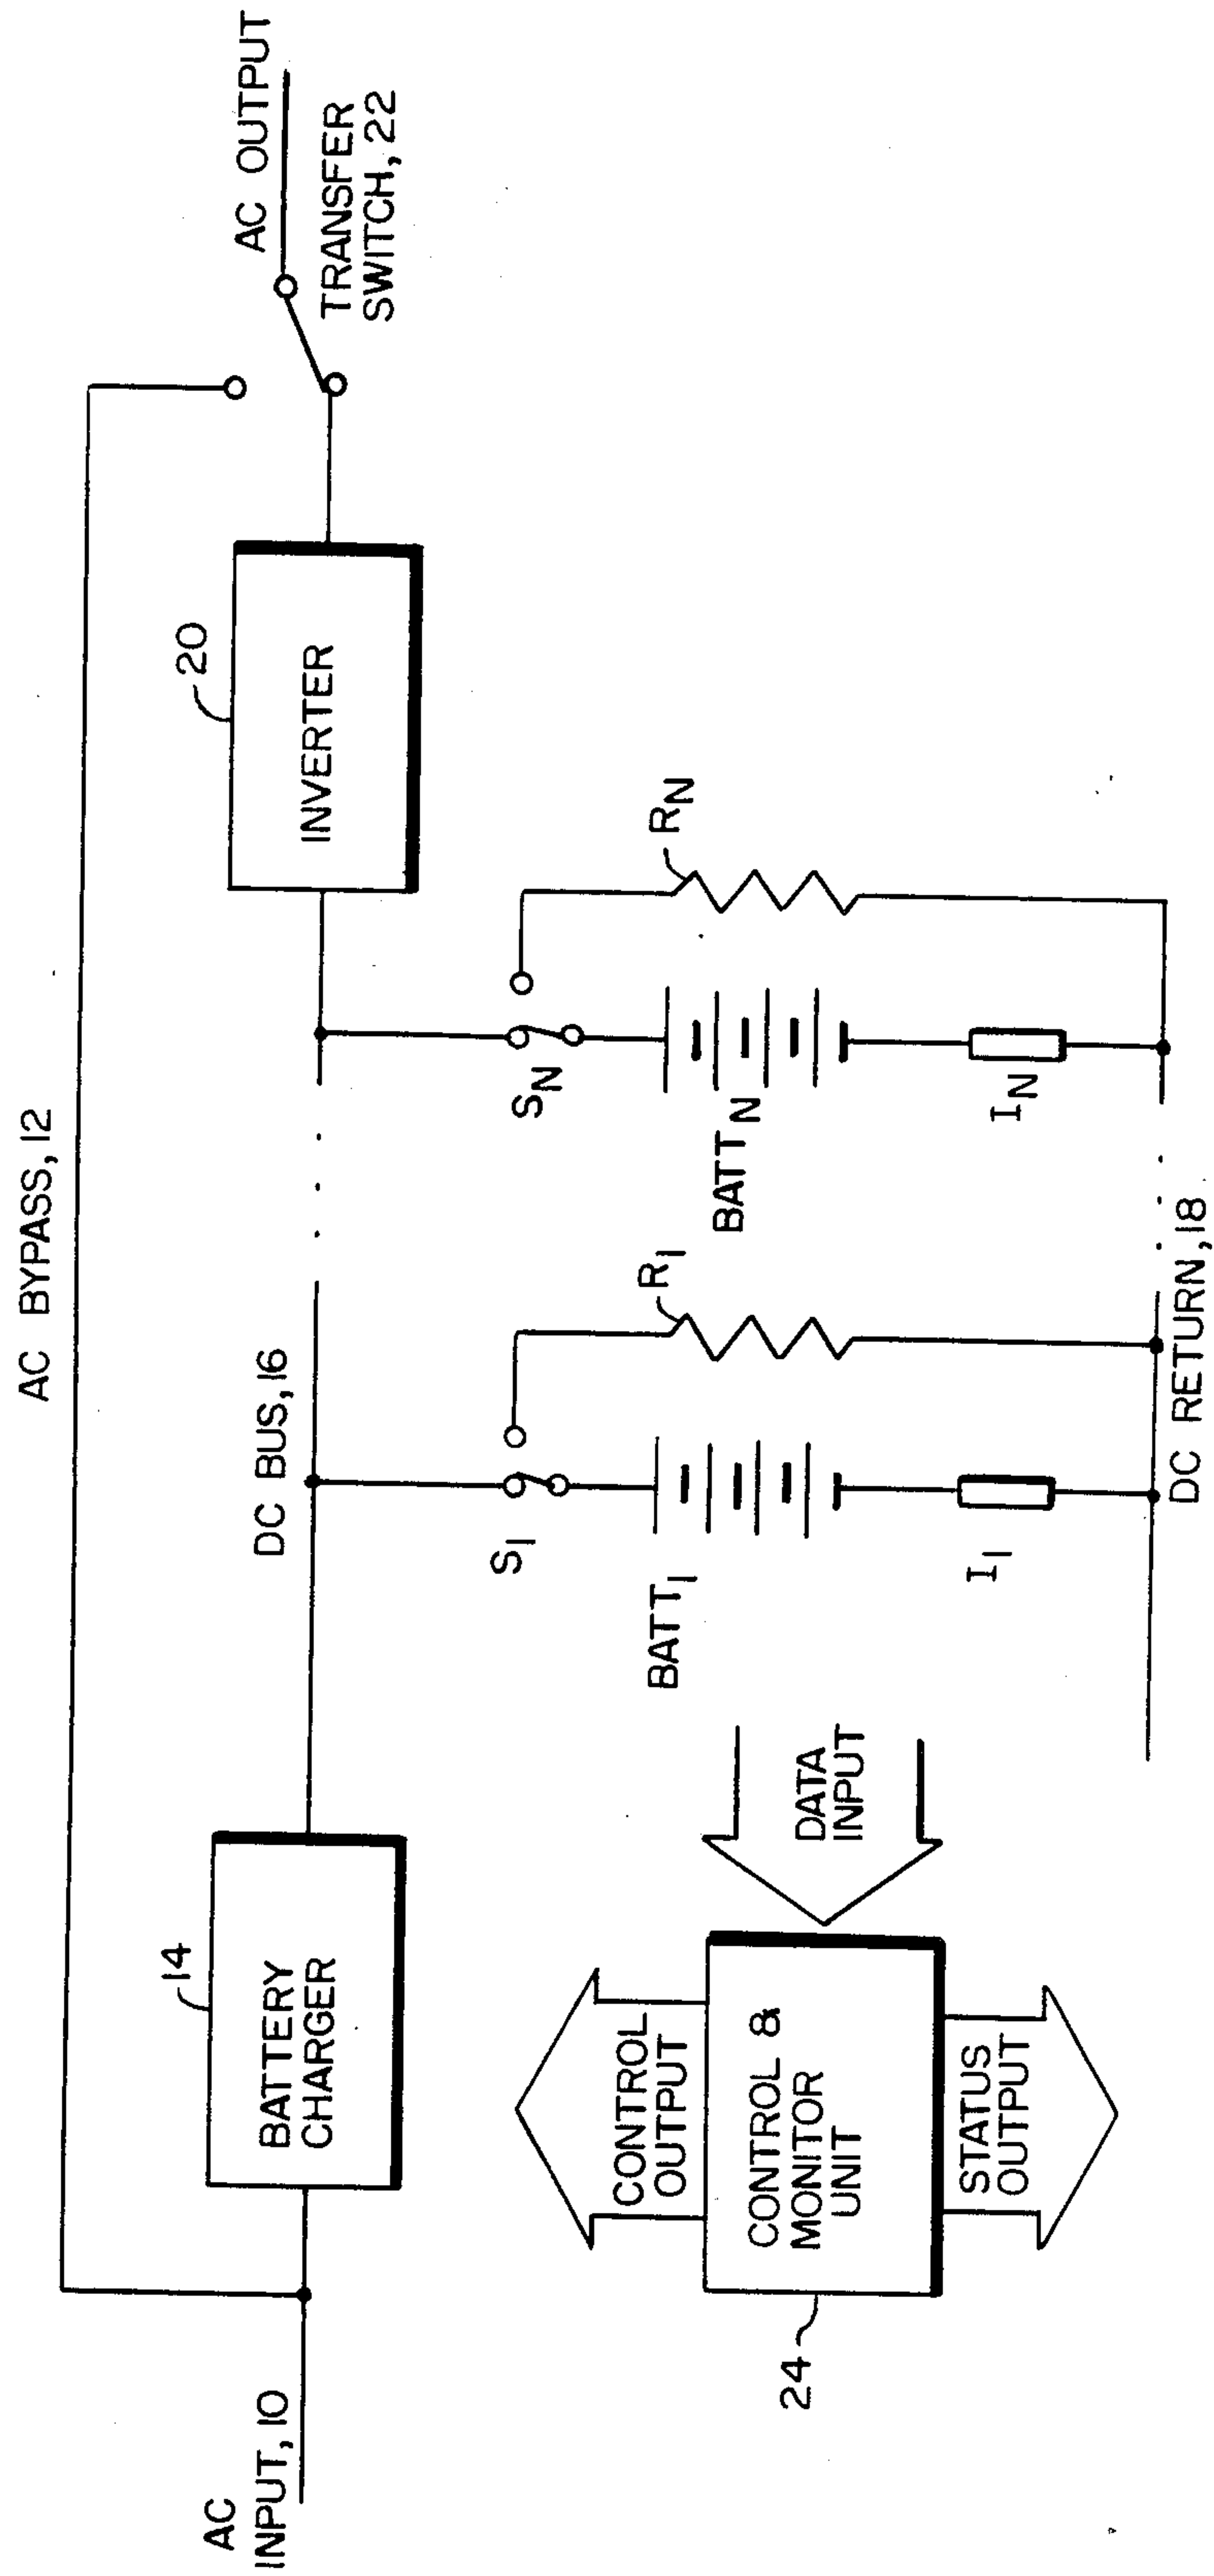 AC BYPASS, 12
AC
INPUT, 10
14
BATTERY
CHARGER
DC BUS, 16
20
INVERTER
AC OUTPUT
TRANSFER
SWITCH, 22
S1
R1
BATT1
I1
SN
RN
BATTN
IN
DC RETURN, 18
CONTROL
OUTPUT
24
CONTROL &
MONITOR
UNIT
DATA
INPUT
STATUS
OUTPUT